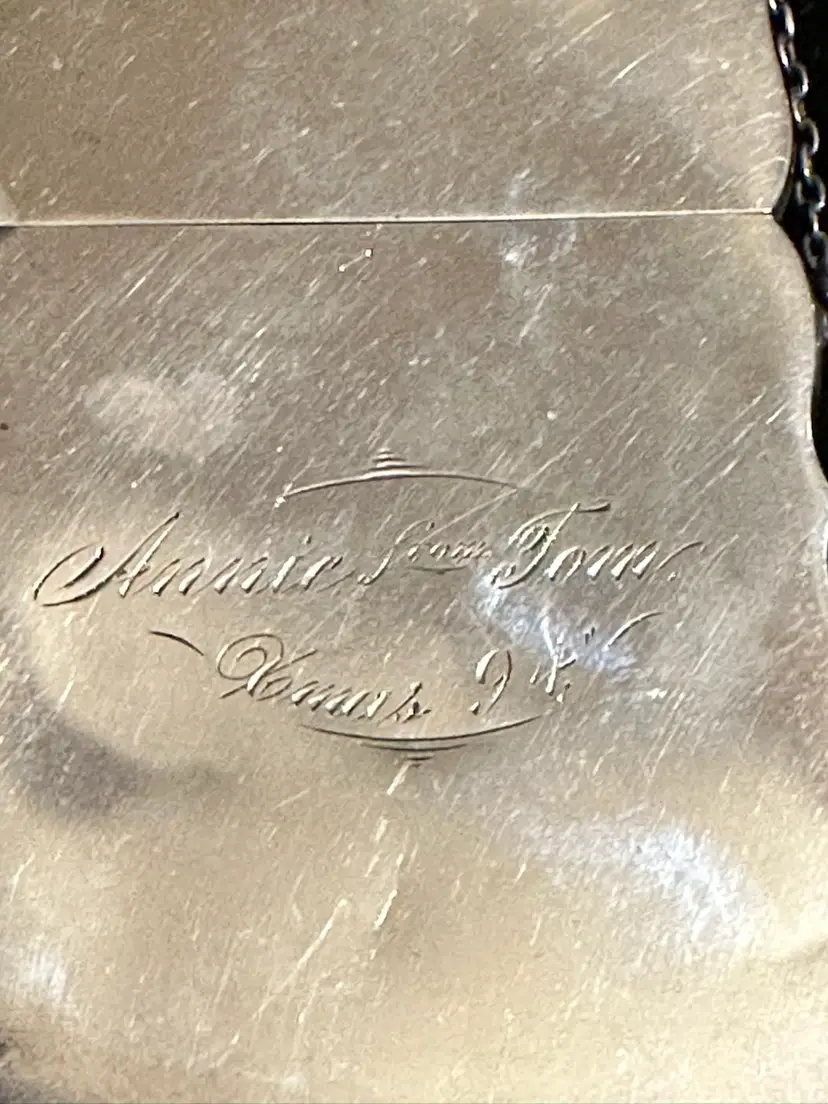 Annie from Tom.
Xmas